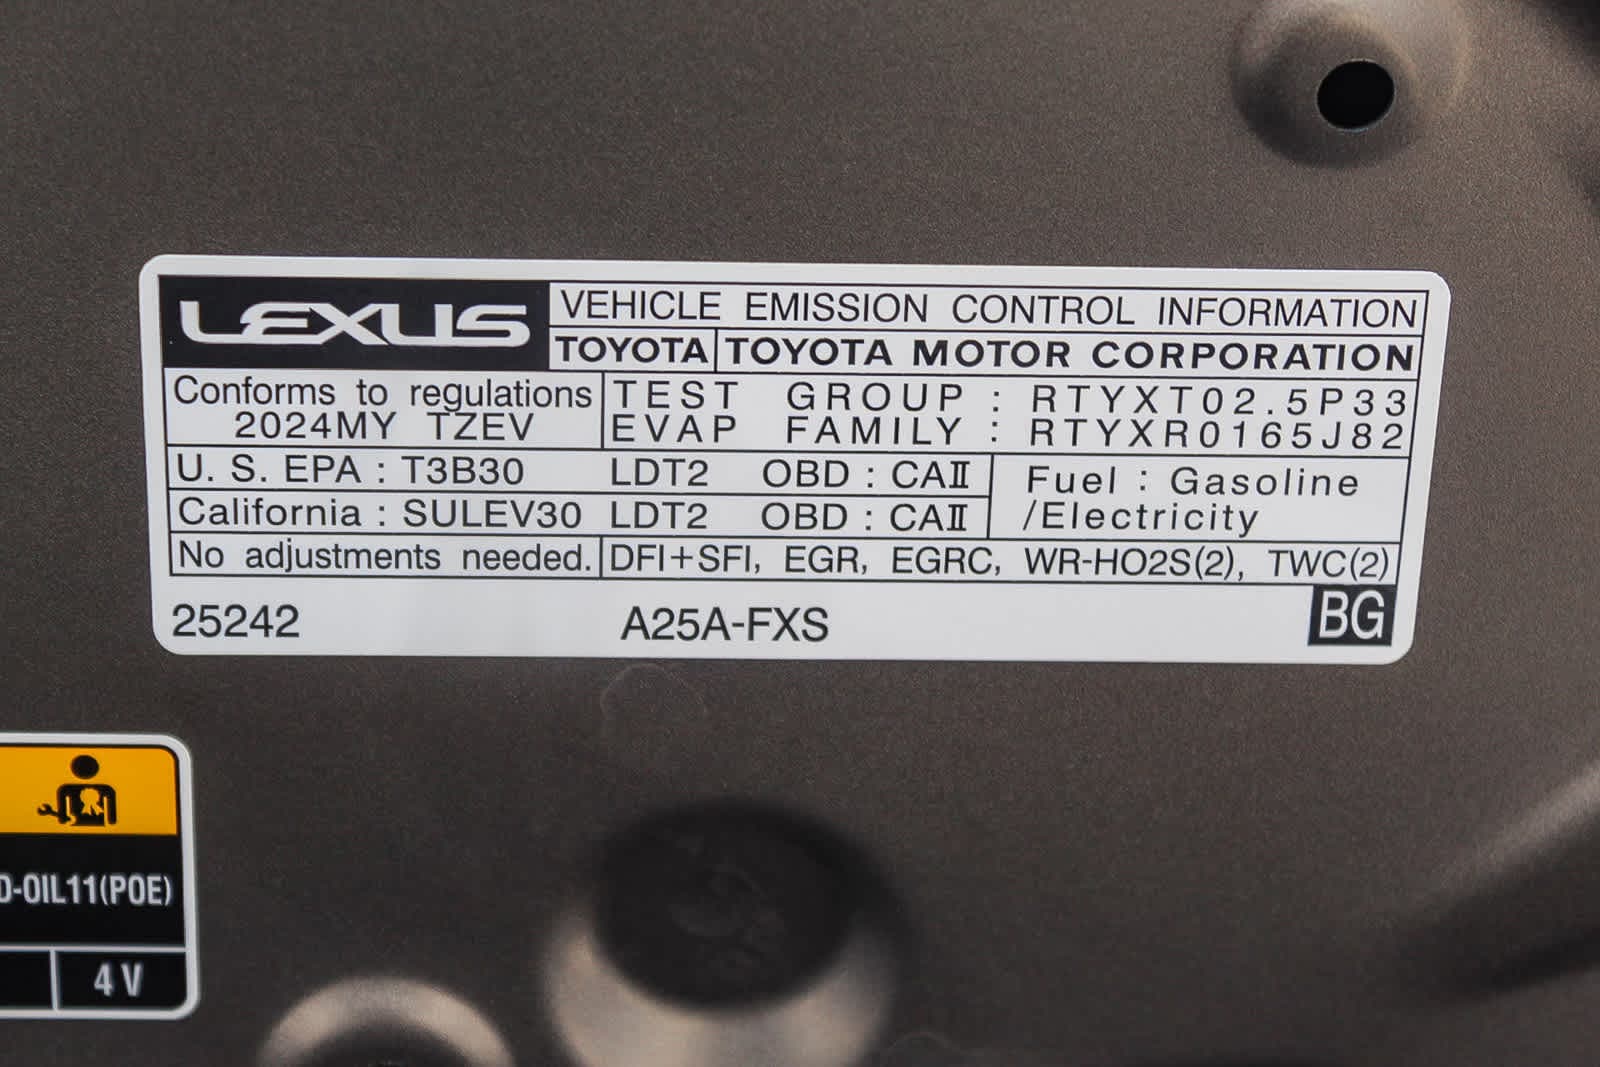 LEXUS
VEHICLE EMISSION CONTROL INFORMATION
TOYOTA TOYOTA MOTOR CORPORATION
Conforms to regulations
2024MY TZEV
TEST GROUP : RTYXT02.5P33
EVAP FAMILY : RTYXR0165J82
U. S. EPA : T3B30 LDT2 OBD : CAⅡ
California : SULEV30 LDT2 OBD : CAⅡ
Fuel : Gasoline
/Electricity
No adjustments needed. DFI+SFI, EGR, EGRC, WR-HO2S(2), TWC(2)
25242 A25A-FXS BG
D-OIL11(POE)
4 V